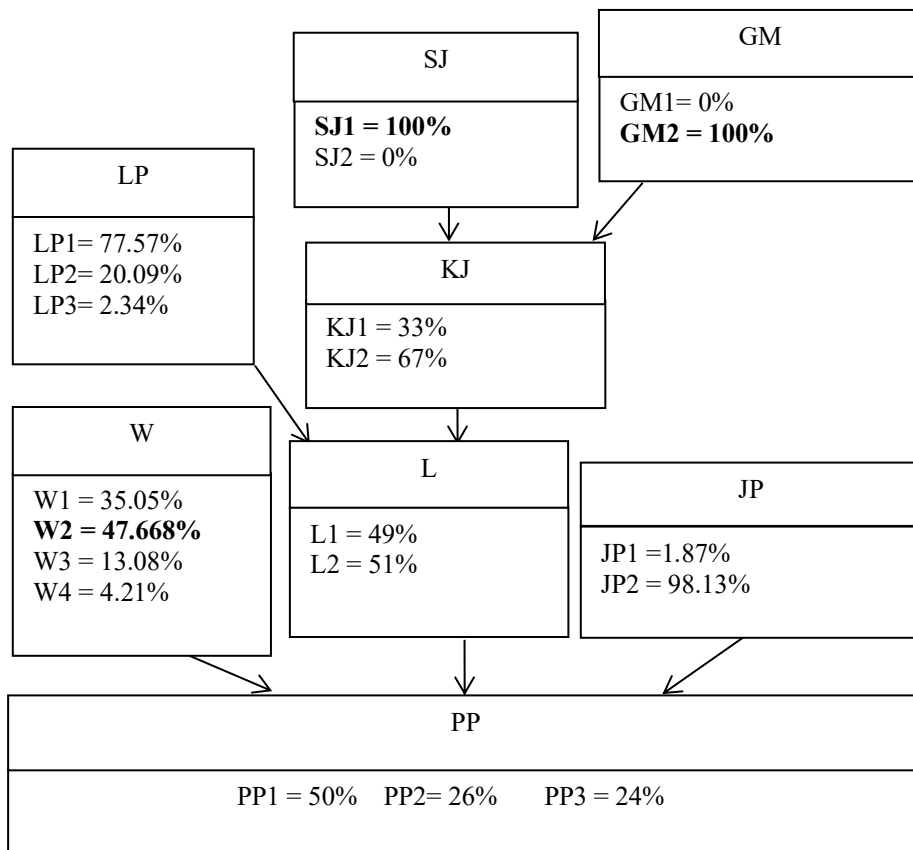 GM
GM1= 0%
GM2 = 100%
SJ
SJ1 = 100%
SJ2 = 0%
LP
LP1= 77.57%
LP2= 20.09%
LP3= 2.34%
KJ
KJ1 = 33%
KJ2 = 67%
W
W1 = 35.05%
W2 = 47.668%
W3 = 13.08%
W4 = 4.21%
L
L1 = 49%
L2 = 51%
JP
JP1 =1.87%
JP2 = 98.13%
PP
PP1 = 50% PP2= 26% PP3 = 24%